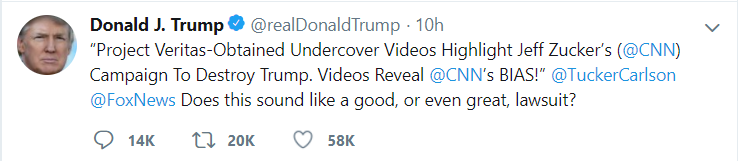 Donald J. Trump @realDonaldTrump · 10h
“Project Veritas-Obtained Undercover Videos Highlight Jeff Zucker’s (@CNN)
Campaign To Destroy Trump. Videos Reveal @CNN’s BIAS!” @TuckerCarlson
@FoxNews Does this sound like a good, or even great, lawsuit?
14K 20K 58K